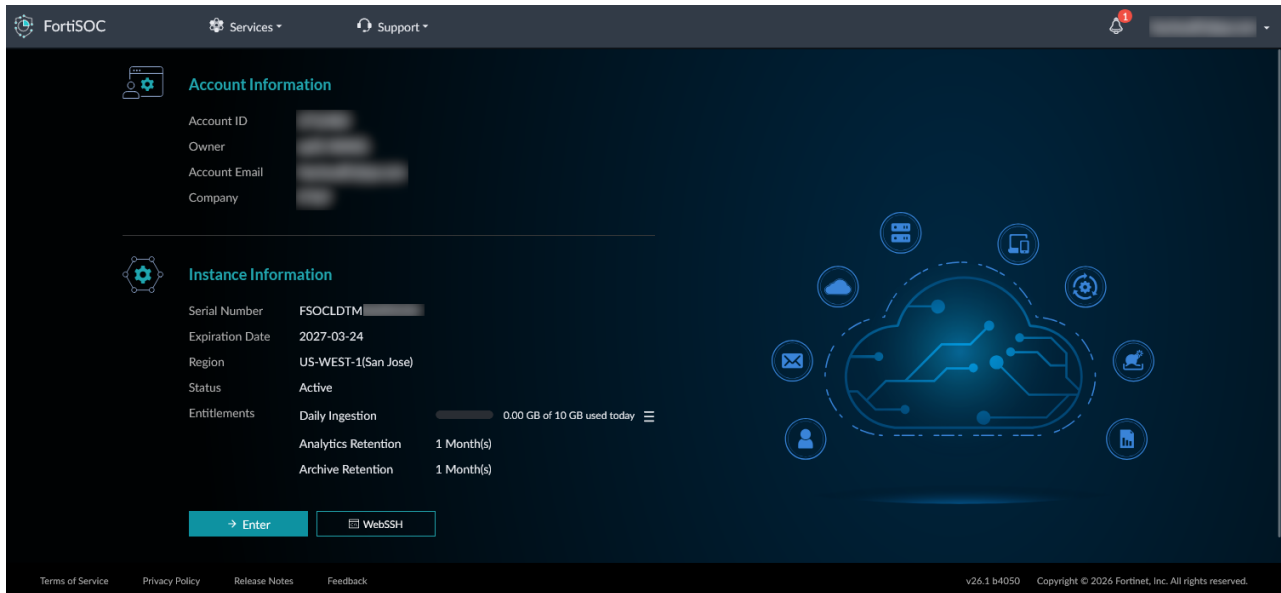 FortiSOC Services Support 1
Account Information
Account ID
Owner
Account Email
Company
Instance Information
Serial Number FSOCLDTM
Expiration Date 2027-03-24
Region US-WEST-1(San Jose)
Status Active
Entitlements Daily Ingestion 0.00 GB of 10 GB used today
Analytics Retention 1 Month(s)
Archive Retention 1 Month(s)
→ Enter WebSSH
Terms of Service Privacy Policy Release Notes Feedback v26.1 b4050 Copyright © 2026 Fortinet, Inc. All rights reserved.